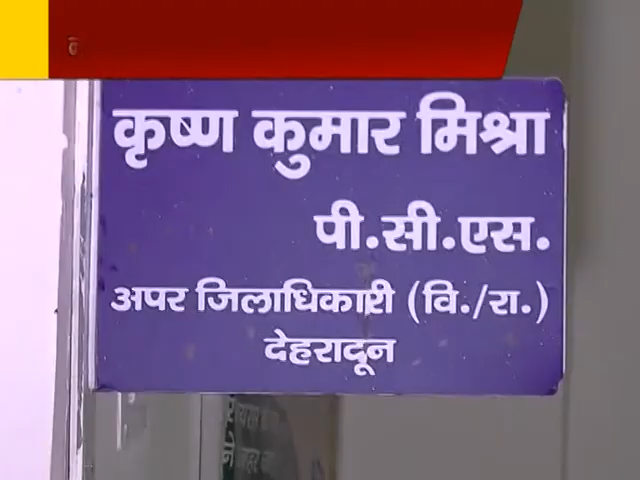 कृष्ण कुमार मिश्रा
पी.सी.एस.
अपर जिलाधिकारी (वि./रा.)
देहरादून